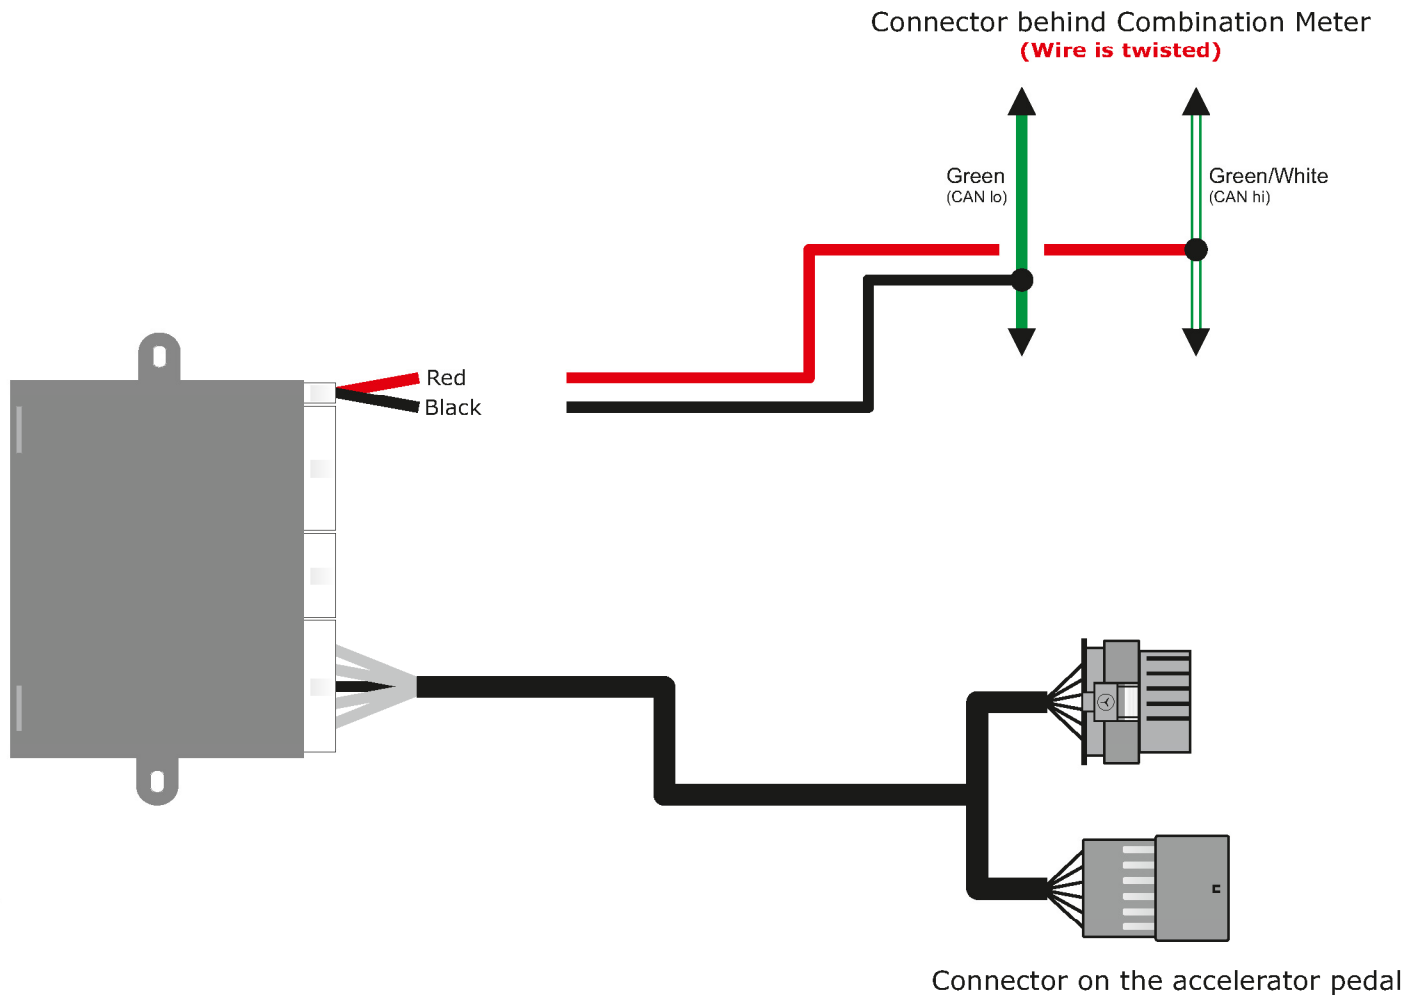 Connector behind Combination Meter
(Wire is twisted)
Green
(CAN lo)
Green/White
(CAN hi)
Red
Black
Connector on the accelerator pedal